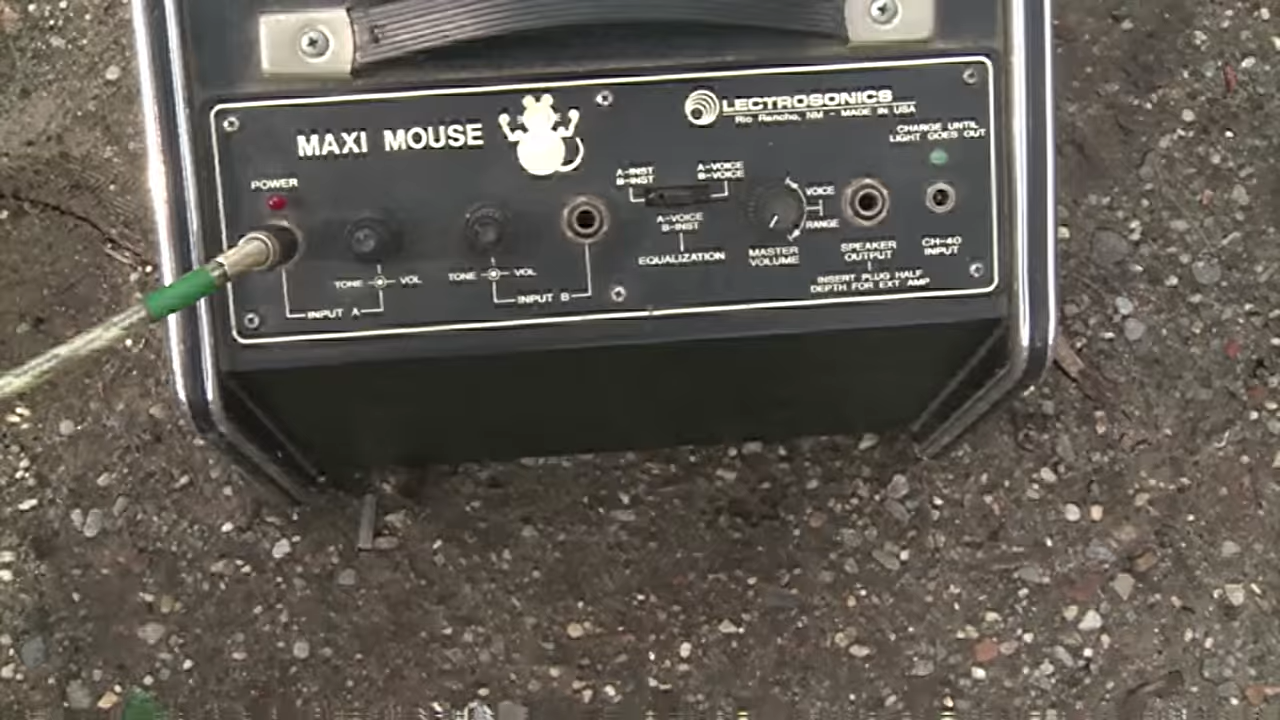 MAXI MOUSE
LECTROSONICS
Rio Rancho, NM - MADE IN USA
CHARGE UNTIL
LIGHT GOES OUT
POWER
A-INST
B-INST
A-VOICE
B-VOICE
A-VOICE
B-INST
EQUALIZATION
VOICE
RANGE
MASTER
VOLUME
SPEAKER
OUTPUT
INSERT PLUG HALF
DEPTH FOR EXT AMP
CH-40
INPUT
TONE VOL
INPUT A
TONE VOL
INPUT B